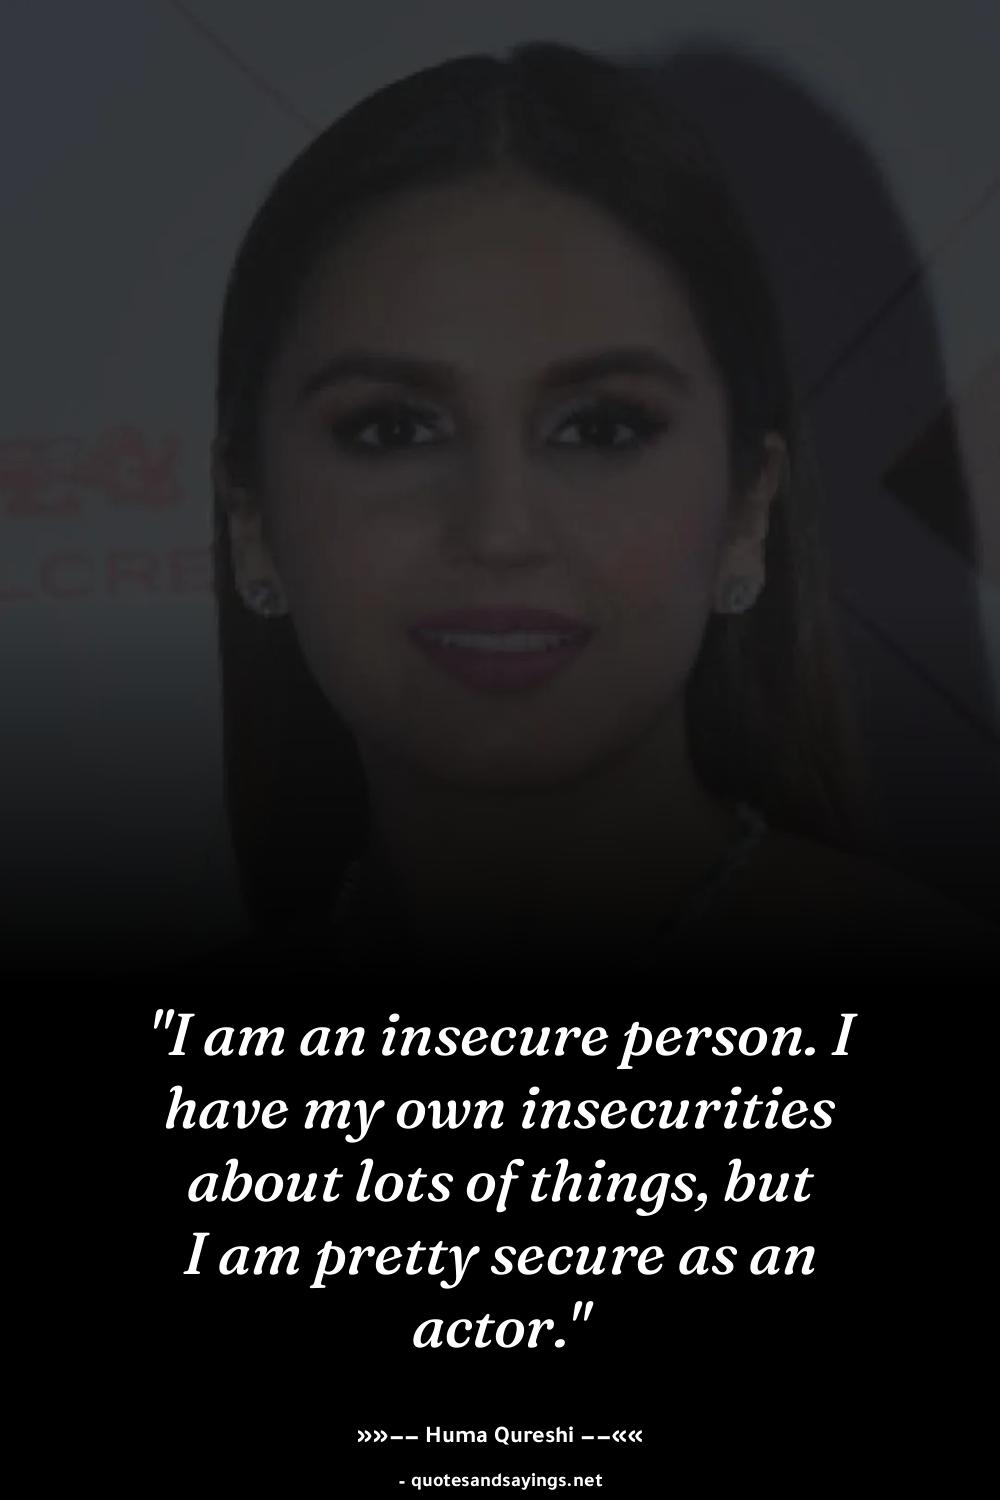 LCRE
"I am an insecure person. I
have my own insecurities
about lots of things, but
I am pretty secure as an
actor."
»»-- Huma Qureshi --««
- quotesandsayings.net